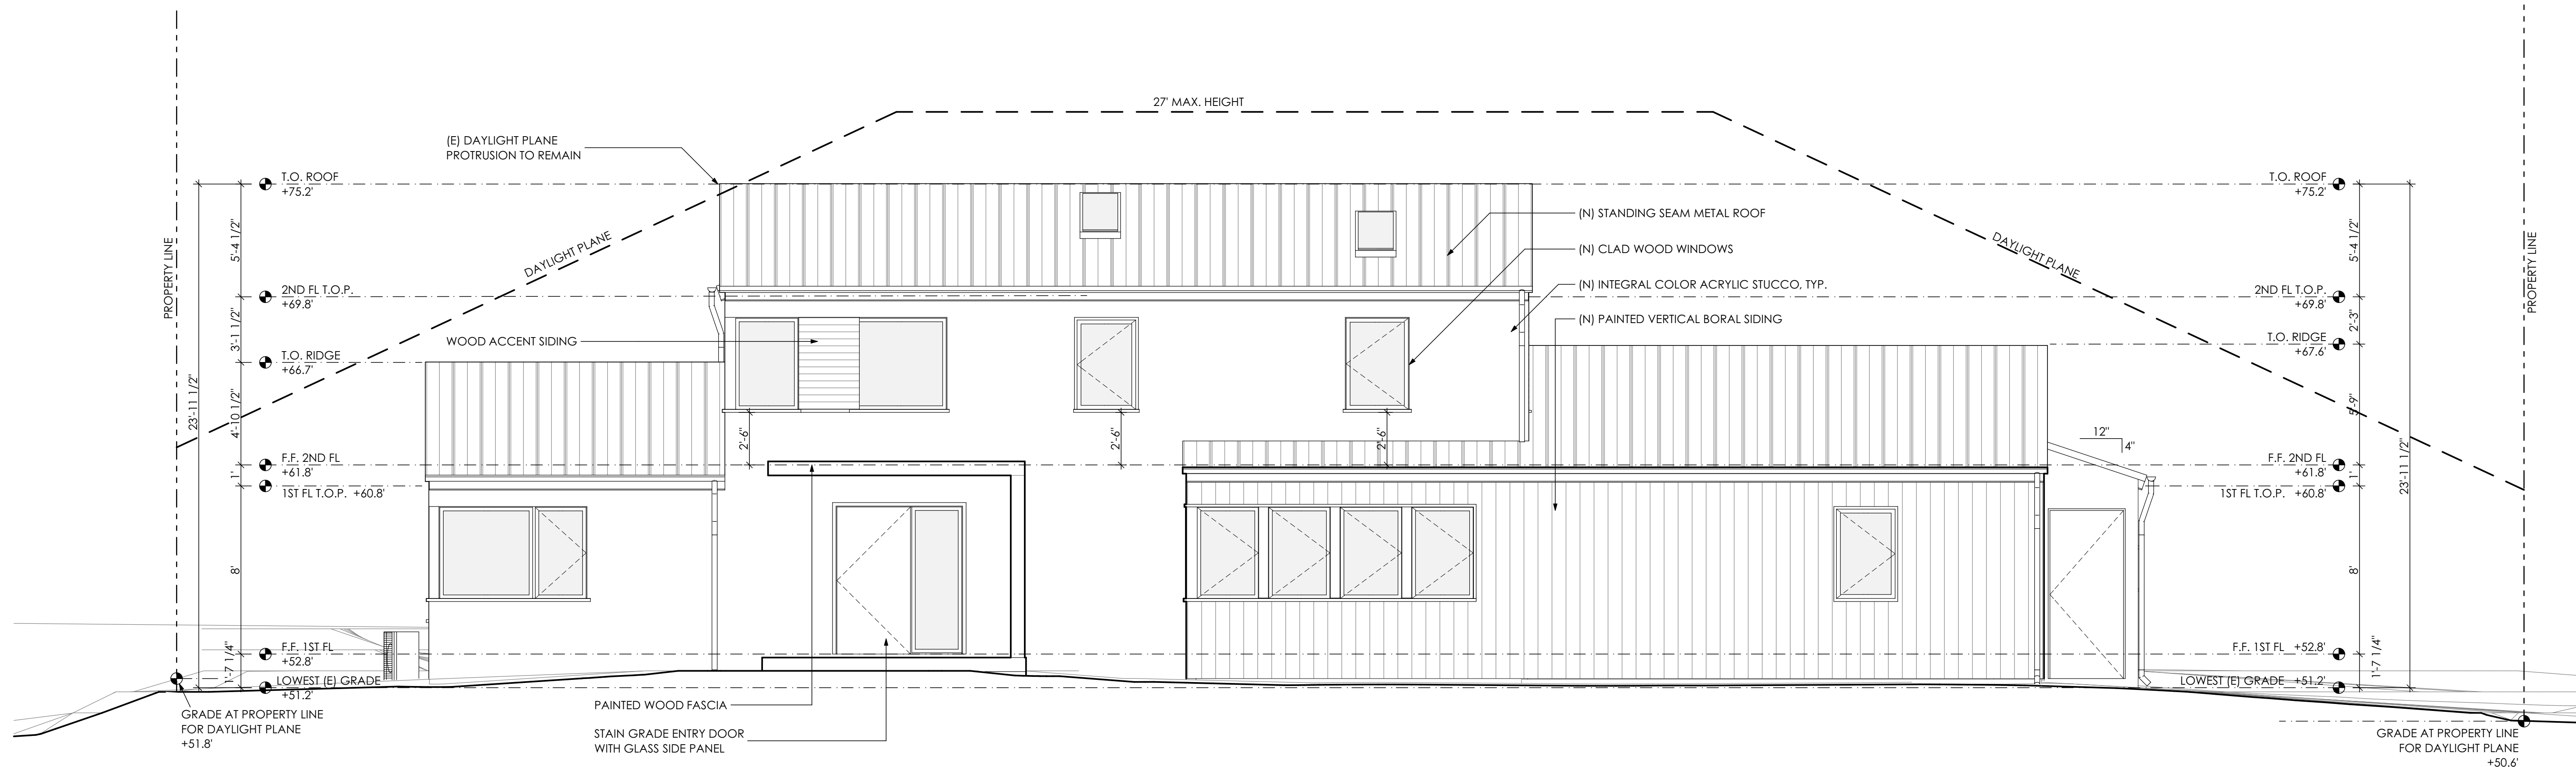 27' MAX. HEIGHT
(E) DAYLIGHT PLANE
PROTRUSION TO REMAIN
PROPERTY LINE
DAYLIGHT PLANE
T.O. ROOF
+75.2'
2ND FL T.O.P.
+69.8'
T.O. RIDGE
+66.7'
F.F. 2ND FL
+61.8'
1ST FL T.O.P. +60.8'
F.F. 1ST FL
+52.8'
LOWEST (E) GRADE
+51.2'
5'-4 1/2"
3'-1 1/2"
4'-10 1/2"
1'
8'
1'-7 1/4"
23'-11 1/2"
GRADE AT PROPERTY LINE
FOR DAYLIGHT PLANE
+51.8'
WOOD ACCENT SIDING
2'-6"
2'-6"
2'-6"
PAINTED WOOD FASCIA
STAIN GRADE ENTRY DOOR
WITH GLASS SIDE PANEL
(N) STANDING SEAM METAL ROOF
(N) CLAD WOOD WINDOWS
(N) INTEGRAL COLOR ACRYLIC STUCCO, TYP.
(N) PAINTED VERTICAL BORAL SIDING
DAYLIGHT PLANE
12"
4"
T.O. ROOF
+75.2'
2ND FL T.O.P.
+69.8'
T.O. RIDGE
+67.6'
F.F. 2ND FL
+61.8'
1ST FL T.O.P. +60.8'
F.F. 1ST FL +52.8'
LOWEST (E) GRADE +51.2'
5'-4 1/2"
2'-3"
5'-9"
1'
8'
1'-7 1/4"
23'-11 1/2"
PROPERTY LINE
GRADE AT PROPERTY LINE
FOR DAYLIGHT PLANE
+50.6'